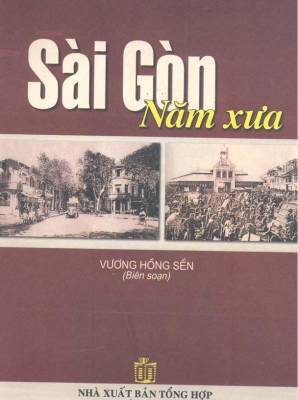 Sài Gòn
Năm xưa
VƯƠNG HỒNG SỂN
(Biên soạn)
NHÀ XUẤT BẢN TỔNG HỢP